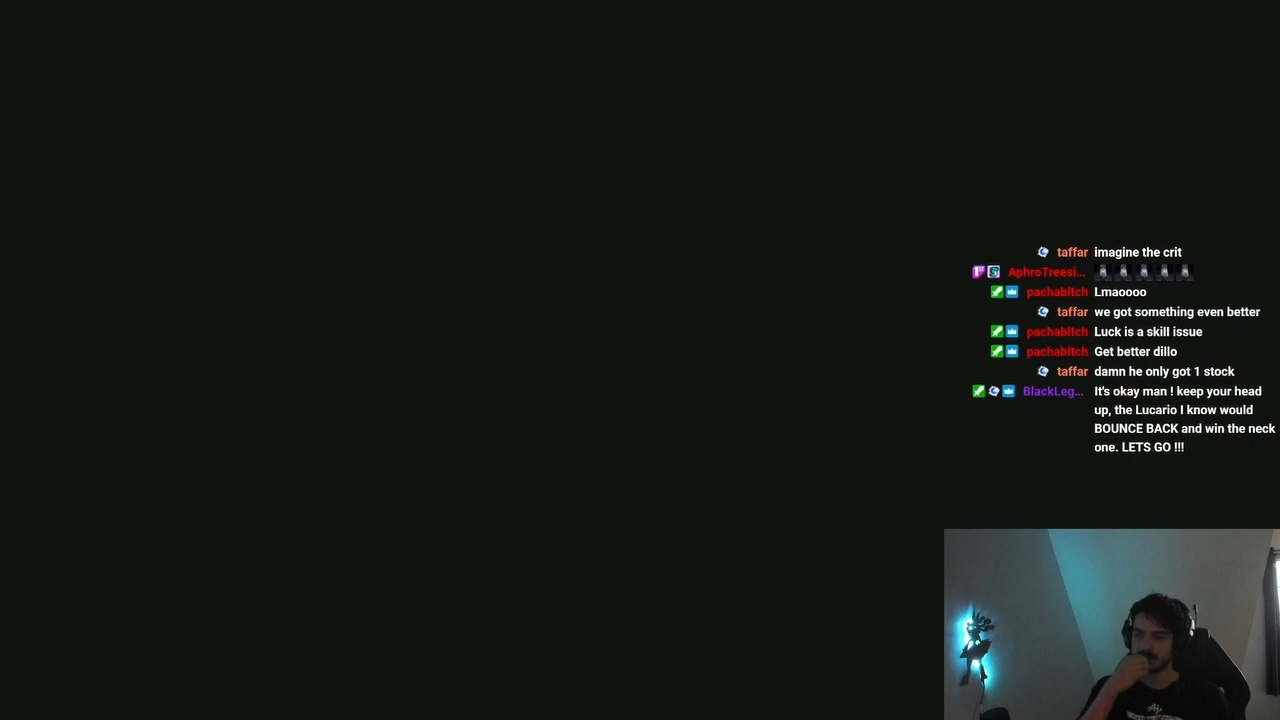 taffar imagine the crit
AphroTreesi...
pachabItch Lmaoooo
taffar we got something even better
pachabItch Luck is a skill issue
pachabItch Get better dillo
taffar damn he only got 1 stock
BlackLeg... It's okay man ! keep your head
up, the Lucario I know would
BOUNCE BACK and win the neck
one. LETS GO !!!